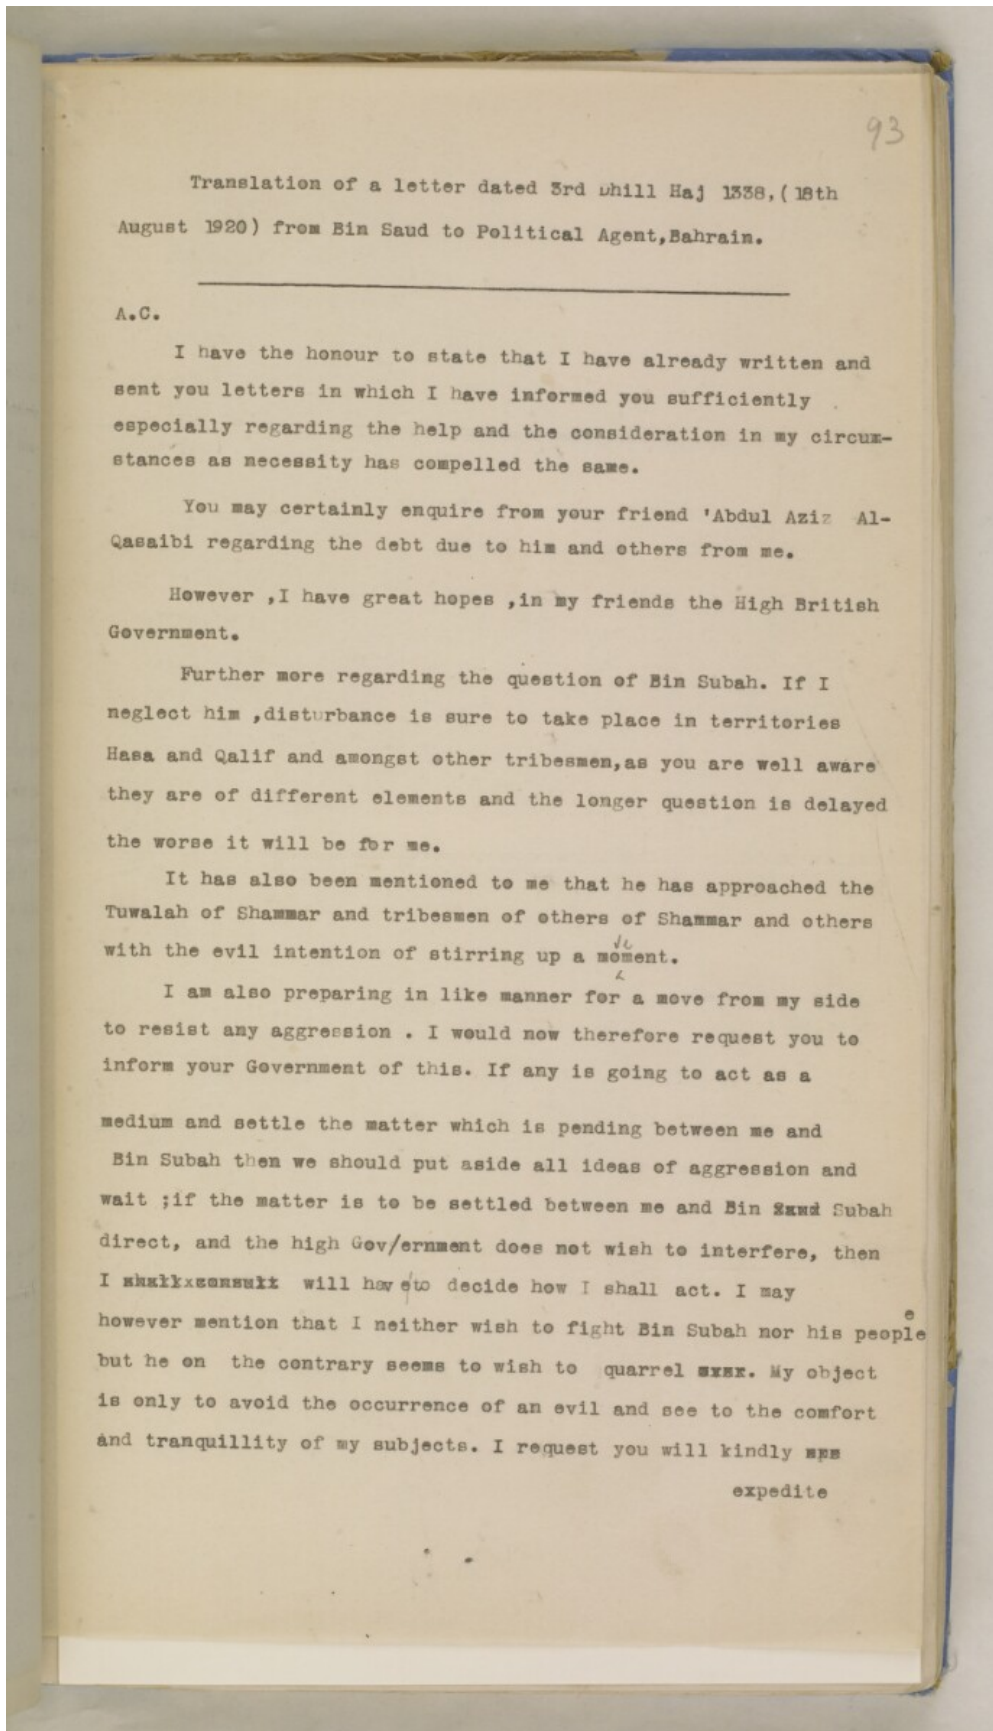 93
Translation of a letter dated 3rd Dhill Haj 1338,(18th
August 1920) from Bin Saud to Political Agent,Bahrain.
A.C.
I have the honour to state that I have already written and
sent you letters in which I have informed you sufficiently
especially regarding the help and the consideration in my circum-
stances as necessity has compelled the same.
You may certainly enquire from your friend 'Abdul Aziz Al-
Qasaibi regarding the debt due to him and others from me.
However ,I have great hopes ,in my friends the High British
Government.
Further more regarding the question of Bin Subah. If I
neglect him ,disturbance is sure to take place in territories
Hasa and Qalif and amongst other tribesmen,as you are well aware
they are of different elements and the longer question is delayed
the worse it will be for me.
It has also been mentioned to me that he has approached the
Tuwalah of Shammar and tribesmen of others of Shammar and others
ve
with the evil intention of stirring up a moment.
I am also preparing in like manner for a move from my side
to resist any aggression . I would now therefore request you to
inform your Government of this. If any is going to act as a
medium and settle the matter which is pending between me and
Bin Subah then we should put aside all ideas of aggression and
wait ;if the matter is to be settled between me and Bin Saud Subah
direct, and the high Gov/ernment does not wish to interfere, then
I shall consult will have/to decide how I shall act. I may
e
however mention that I neither wish to fight Bin Subah nor his people
but he on the contrary seems to wish to quarrel . My object
is only to avoid the occurrence of an evil and see to the comfort
and tranquillity of my subjects. I request you will kindly
expedite